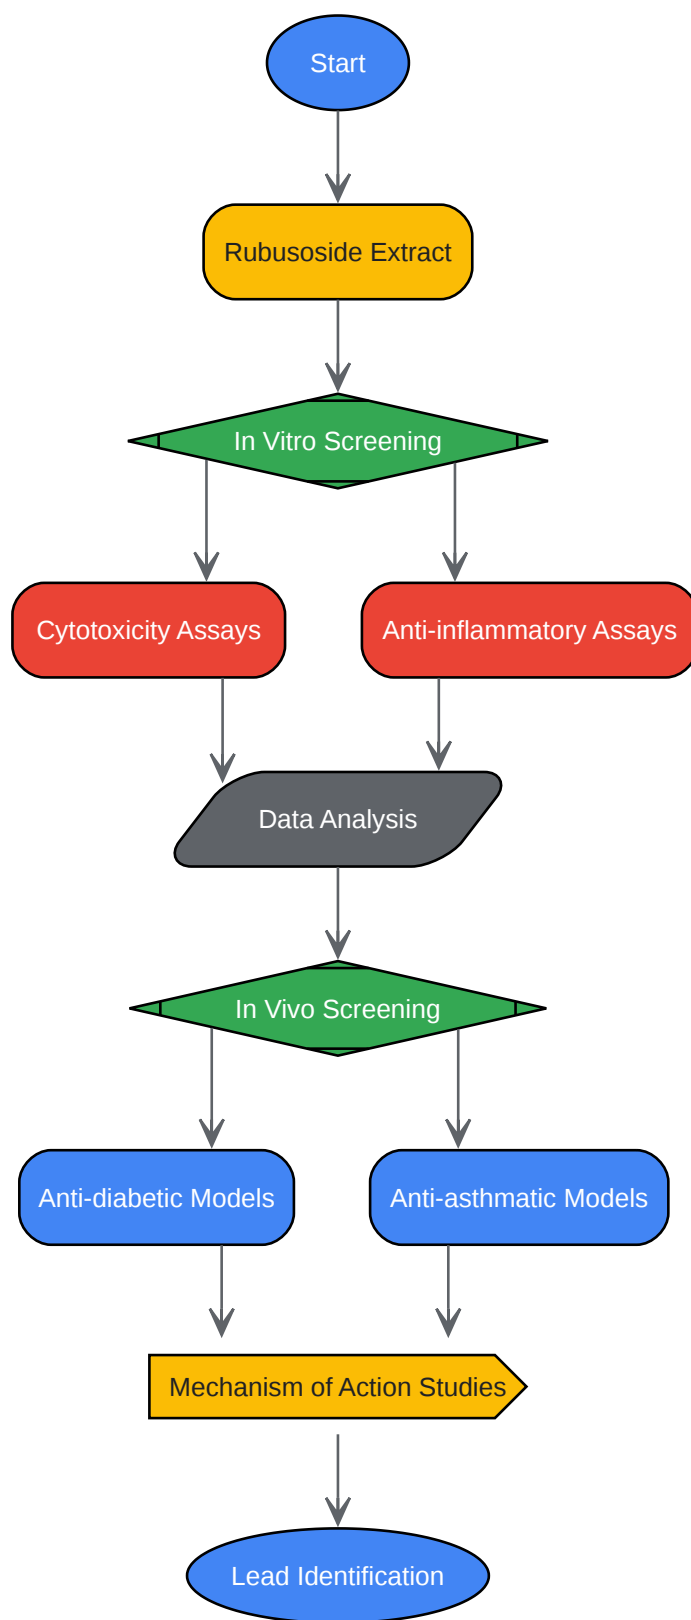 Start
Rubusoside Extract
In Vitro Screening
Cytotoxicity Assays
Anti-inflammatory Assays
Data Analysis
In Vivo Screening
Anti-diabetic Models
Anti-asthmatic Models
Mechanism of Action Studies
Lead Identification